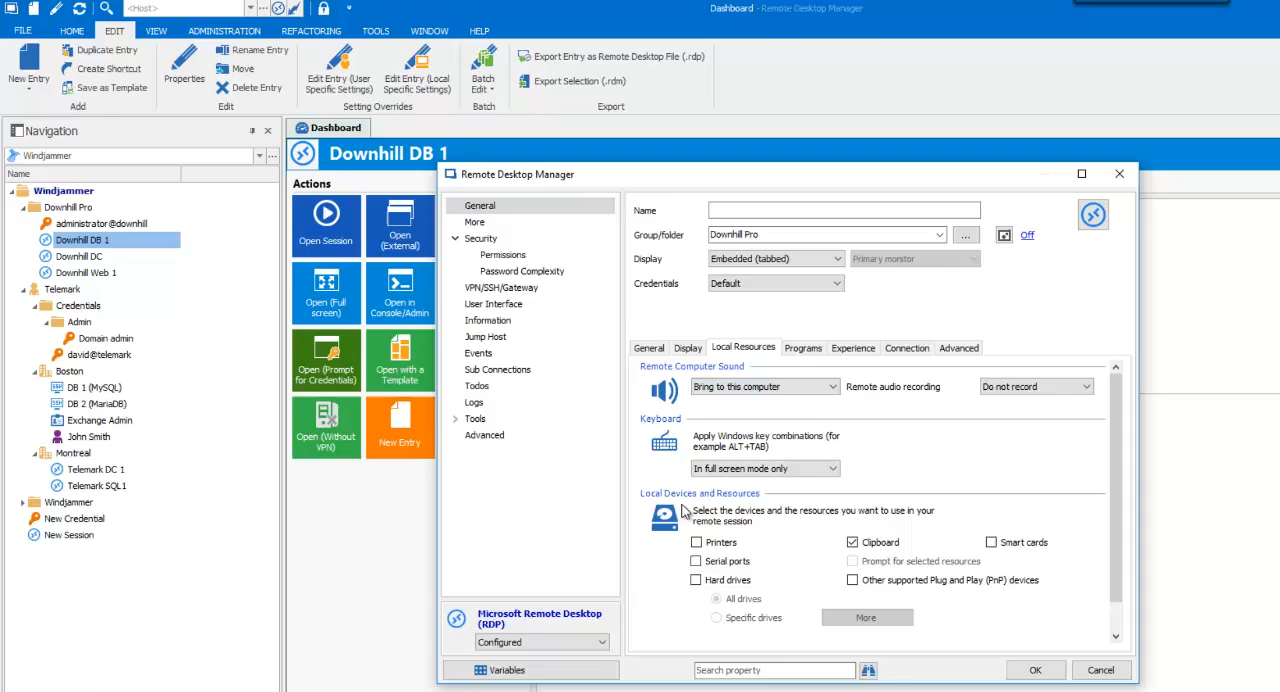 <Host>
Dashboard - Remote Desktop Manager
FILE HOME EDIT VIEW ADMINISTRATION REFACTORING TOOLS WINDOW HELP
New Entry
Duplicate Entry
Create Shortcut
Save as Template
Add
Properties
Rename Entry
Move
Delete Entry
Edit
Edit Entry (User
Specific Settings)
Edit Entry (Local
Specific Settings)
Setting Overrides
Batch
Edit
Batch
Export Entry as Remote Desktop File (.rdp)
Export Selection (.rdm)
Export
Navigation
Windjammer
Name
Windjammer
Downhill Pro
administrator@downhill
Downhill DB 1
Downhill DC
Downhill Web 1
Telemark
Credentials
Admin
Domain admin
david@telemark
Boston
DB 1 (MySQL)
DB 2 (MariaDB)
Exchange Admin
John Smith
Montreal
Telemark DC 1
Telemark SQL1
Windjammer
New Credential
New Session
Dashboard
Downhill DB 1
Actions
Open Session
Open
(External)
Open (Full
screen)
Open in
Console/Admin
Open (Prompt
for Credentials)
Open with a
Template
Open (Without
VPN)
New Entry
Remote Desktop Manager
General
More
Security
Permissions
Password Complexity
VPN/SSH/Gateway
User Interface
Information
Jump Host
Events
Sub Connections
Todos
Logs
Tools
Advanced
Microsoft Remote Desktop
(RDP)
Configured
Variables
Name
Group/folder
Downhill Pro
...
Off
Display
Embedded (tabbed)
Primary monitor
Credentials
Default
General Display Local Resources Programs Experience Connection Advanced
Remote Computer Sound
Bring to this computer
Remote audio recording
Do not record
Keyboard
Apply Windows key combinations (for
example ALT+TAB)
In full screen mode only
Local Devices and Resources
Select the devices and the resources you want to use in your
remote session
Printers
Clipboard
Smart cards
Serial ports
Prompt for selected resources
Hard drives
Other supported Plug and Play (PnP) devices
All drives
Specific drives
More
Search property
OK
Cancel